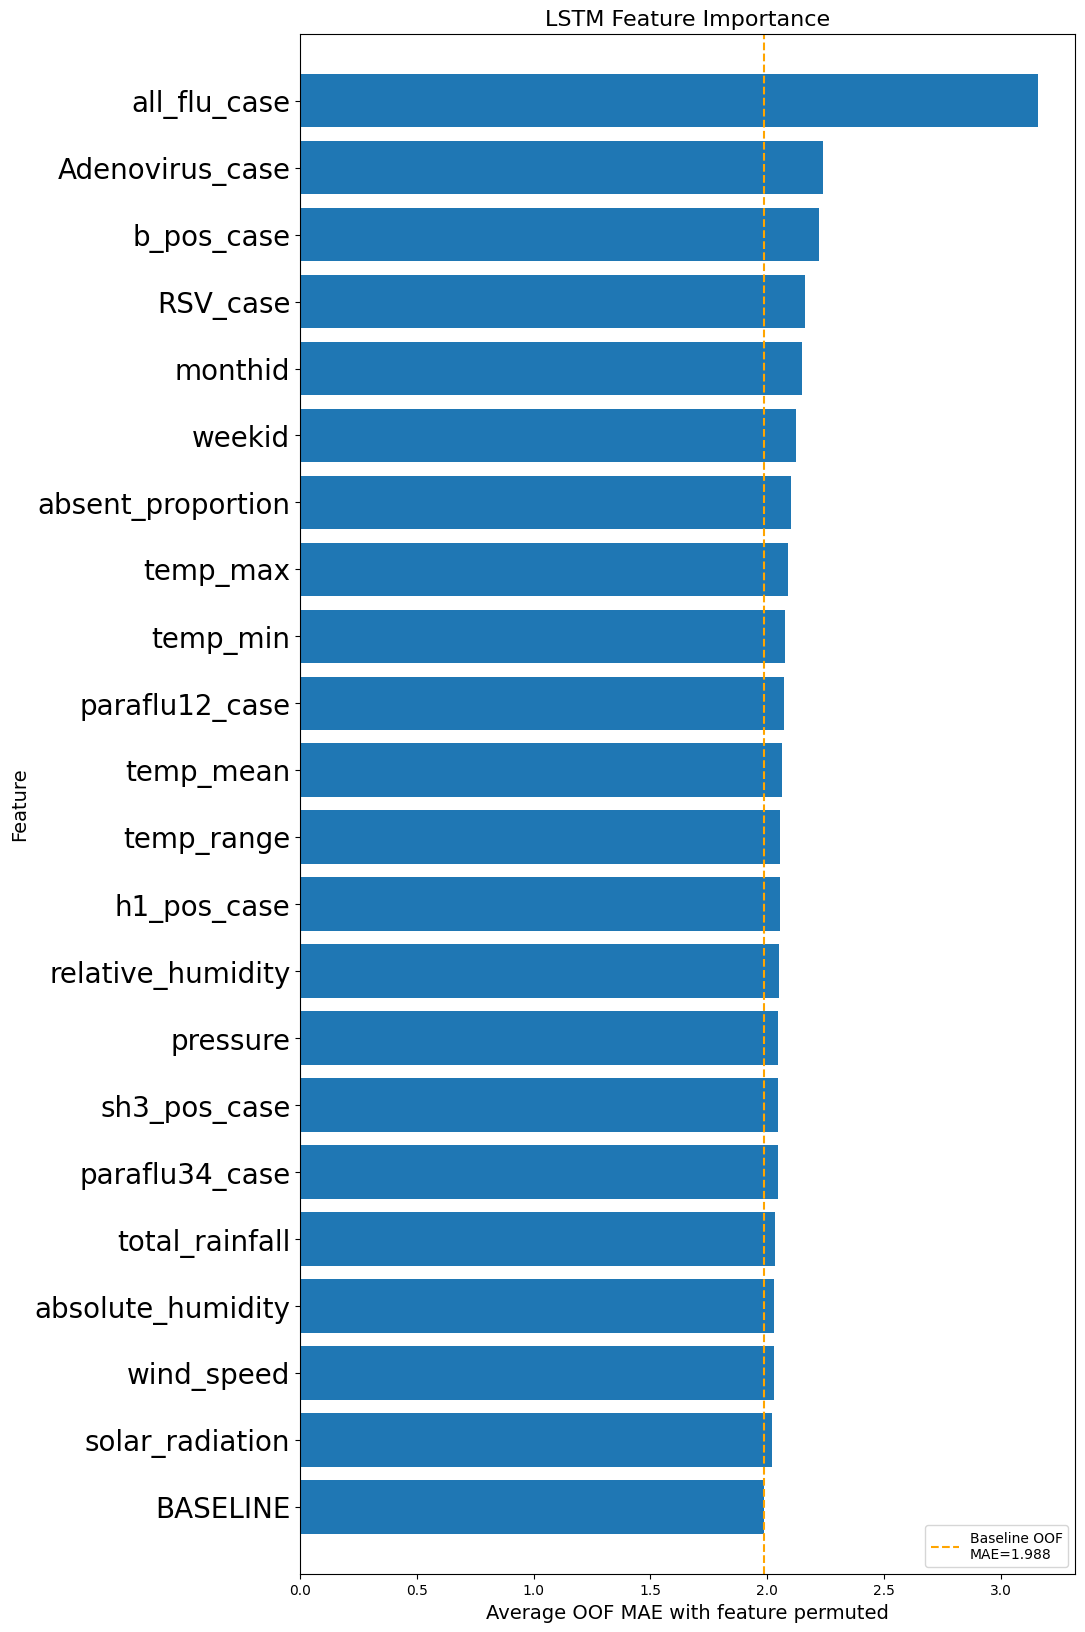 LSTM Feature Importance
all_flu_case
Adenovirus_case
b_pos_case
RSV_case
monthid
weekid
absent_proportion
temp_max
temp_min
paraflu12_case
temp_mean
temp_range
h1_pos_case
relative_humidity
pressure
sh3_pos_case
paraflu34_case
total_rainfall
absolute_humidity
wind_speed
solar_radiation
BASELINE
Feature
Baseline OOF
MAE=1.988
0.0 0.5 1.0 1.5 2.0 2.5 3.0
Average OOF MAE with feature permuted